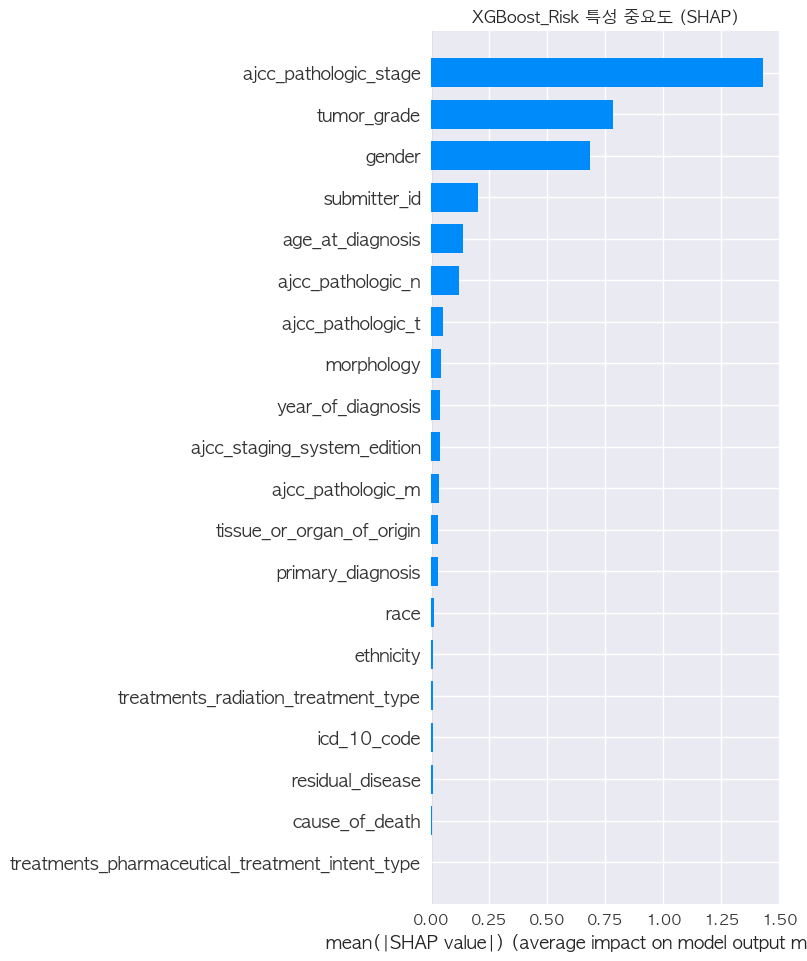 XGBoost_Risk 특성 중요도 (SHAP)
ajcc_pathologic_stage
tumor_grade
gender
submitter_id
age_at_diagnosis
ajcc_pathologic_n
ajcc_pathologic_t
morphology
year_of_diagnosis
ajcc_staging_system_edition
ajcc_pathologic_m
tissue_or_organ_of_origin
primary_diagnosis
race
ethnicity
treatments_radiation_treatment_type
icd_10_code
residual_disease
cause_of_death
treatments_pharmaceutical_treatment_intent_type
0.00 0.25 0.50 0.75 1.00 1.25 1.50
mean(|SHAP value|) (average impact on model output m